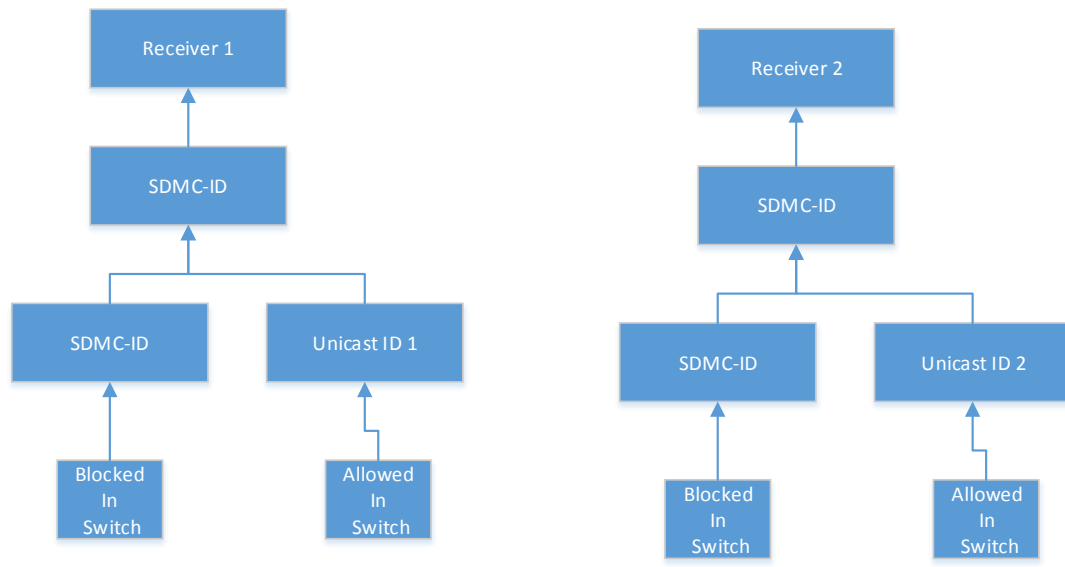 Receiver 1
SDMC-ID
SDMC-ID
Unicast ID 1
Blocked
In
Switch
Allowed
In
Switch
Receiver 2
SDMC-ID
SDMC-ID
Unicast ID 2
Blocked
In
Switch
Allowed
In
Switch